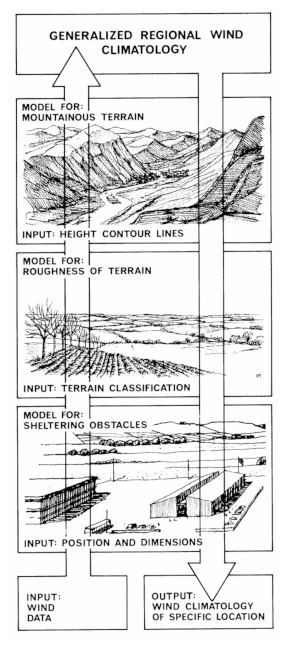 GENERALIZED REGIONAL WIND
CLIMATOLOGY
MODEL FOR:
MOUNTAINOUS TERRAIN
INPUT: HEIGHT CONTOUR LINES
MODEL FOR:
ROUGHNESS OF TERRAIN
INPUT: TERRAIN CLASSIFICATION
MODEL FOR:
SHELTERING OBSTACLES
INPUT: POSITION AND DIMENSIONS
INPUT:
WIND
DATA
OUTPUT:
WIND CLIMATOLOGY
OF SPECIFIC LOCATION